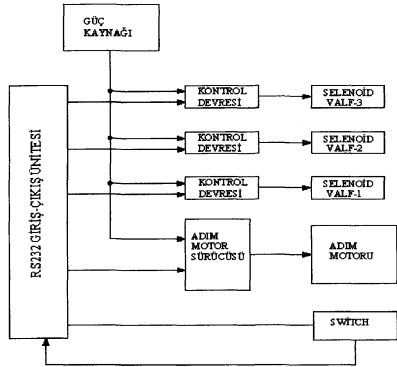 GÜÇ
KAYNAĞI
KONTROL
DEVRESİ
SELENOİD
VALF-3
KONTROL
DEVRESİ
SELENOİD
VALF-2
KONTROL
DEVRESİ
SELENOİD
VALF-1
RS232 GİRİŞ-ÇIKIŞ ÜNİTESİ
ADIM
MOTOR
SÜRÜCÜSÜ
ADIM
MOTORU
SWİTCH